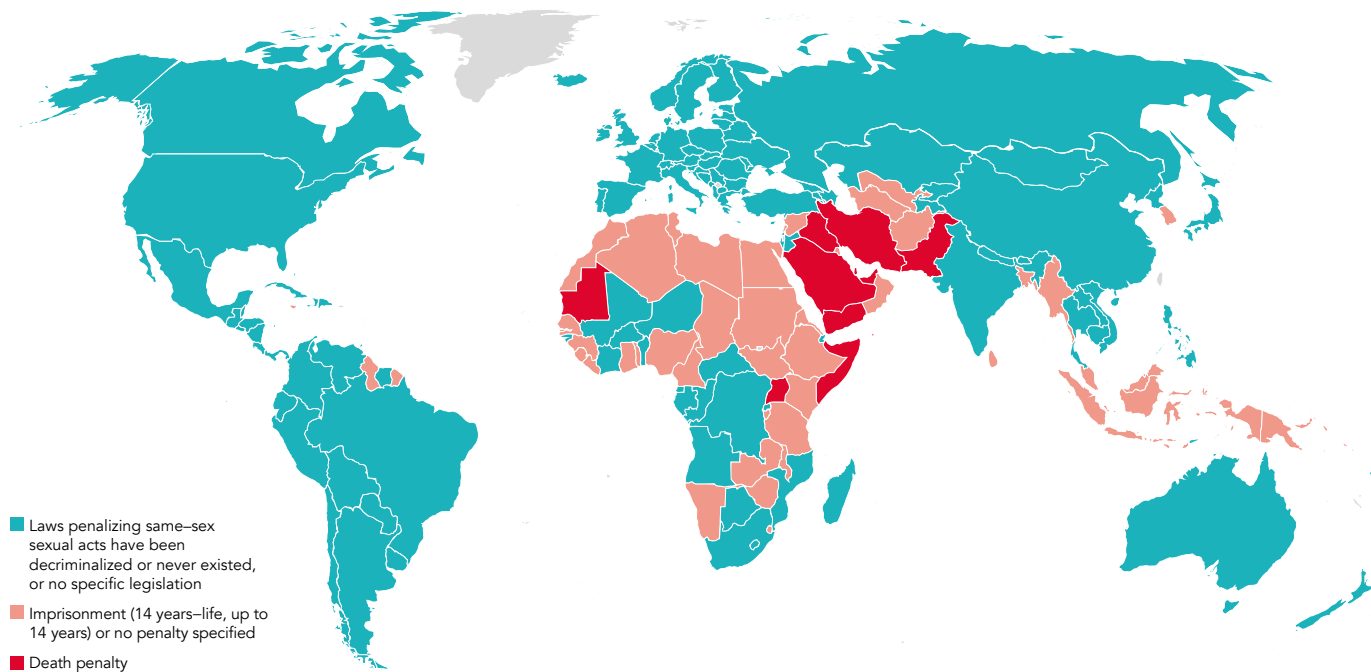 Laws penalizing same–sex
sexual acts have been
decriminalized or never existed,
or no specific legislation
Imprisonment (14 years–life, up to
14 years) or no penalty specified
Death penalty